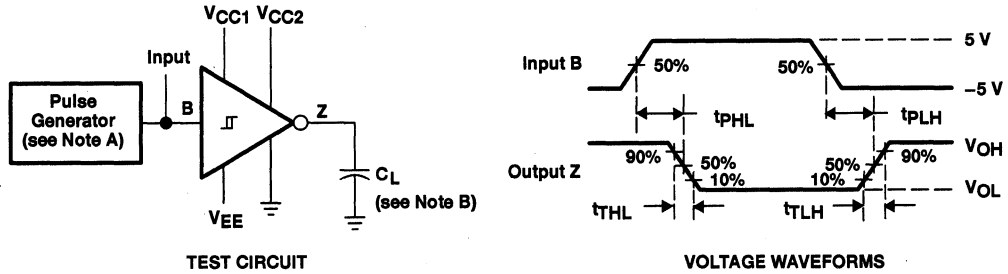 VCC1
VCC2
Input
Pulse
Generator
(see Note A)
B
Z
VEE
CL
(see Note B)
TEST CIRCUIT
Input B
50%
50%
5 V
–5 V
tPHL
tPLH
Output Z
90%
50%
10%
50%
10%
90%
VOH
VOL
tTHL
tTLH
VOLTAGE WAVEFORMS